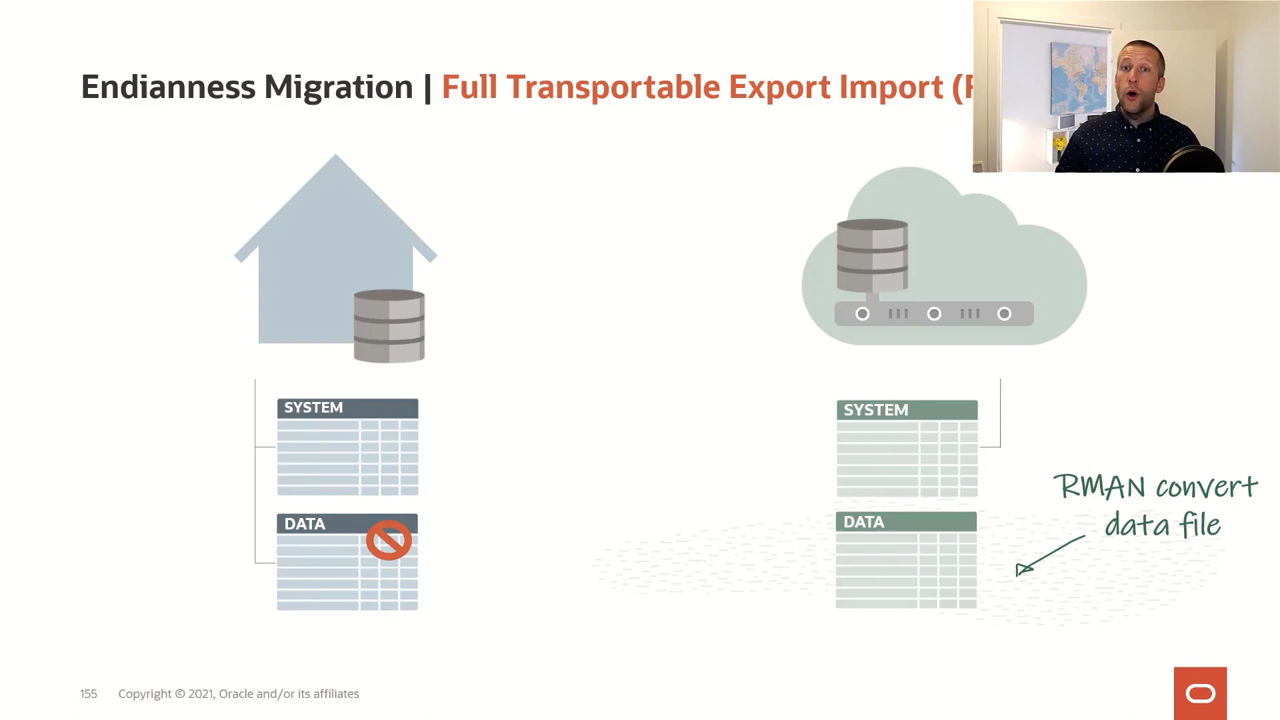 Endianness Migration | Full Transportable Export Import (
SYSTEM
DATA
SYSTEM
DATA
RMAN convert
data file
155 Copyright © 2021, Oracle and/or its affiliates